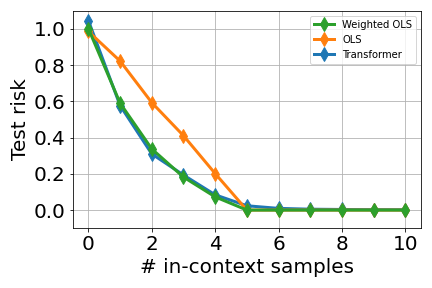 Test risk
1.0
0.8
0.6
0.4
0.2
0.0
Weighted OLS
OLS
Transformer
0 2 4 6 8 10
# in-context samples